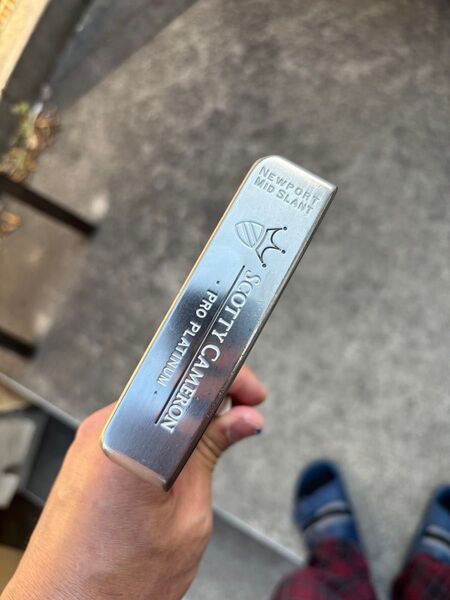 NEWPORT
MID SLANT
SCOTTY CAMERON
· PRO PLATINUM ·